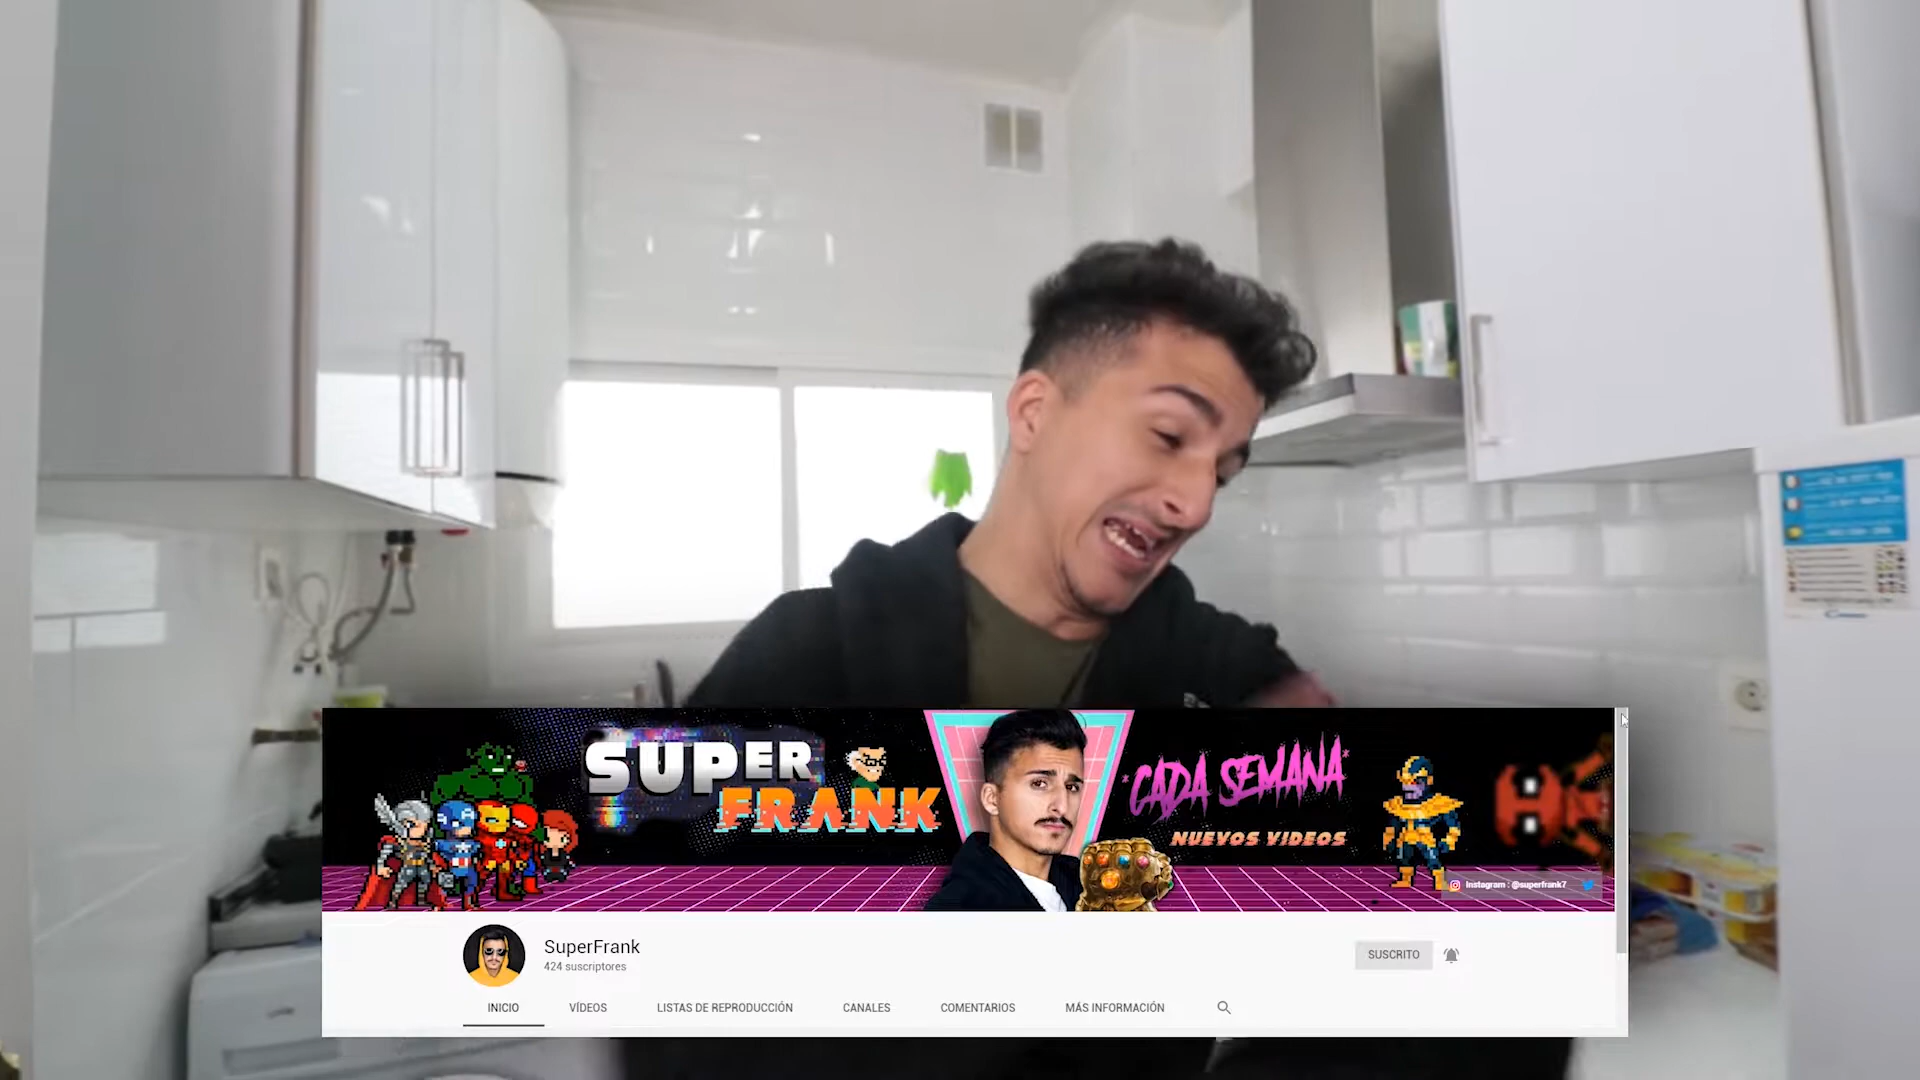 SUPER
FRANK
*CADA SEMANA*
NUEVOS VIDEOS
Instagram : @superfrank7
SuperFrank
424 suscriptores
SUSCRITO
INICIO VÍDEOS LISTAS DE REPRODUCCIÓN CANALES COMENTARIOS MÁS INFORMACIÓN